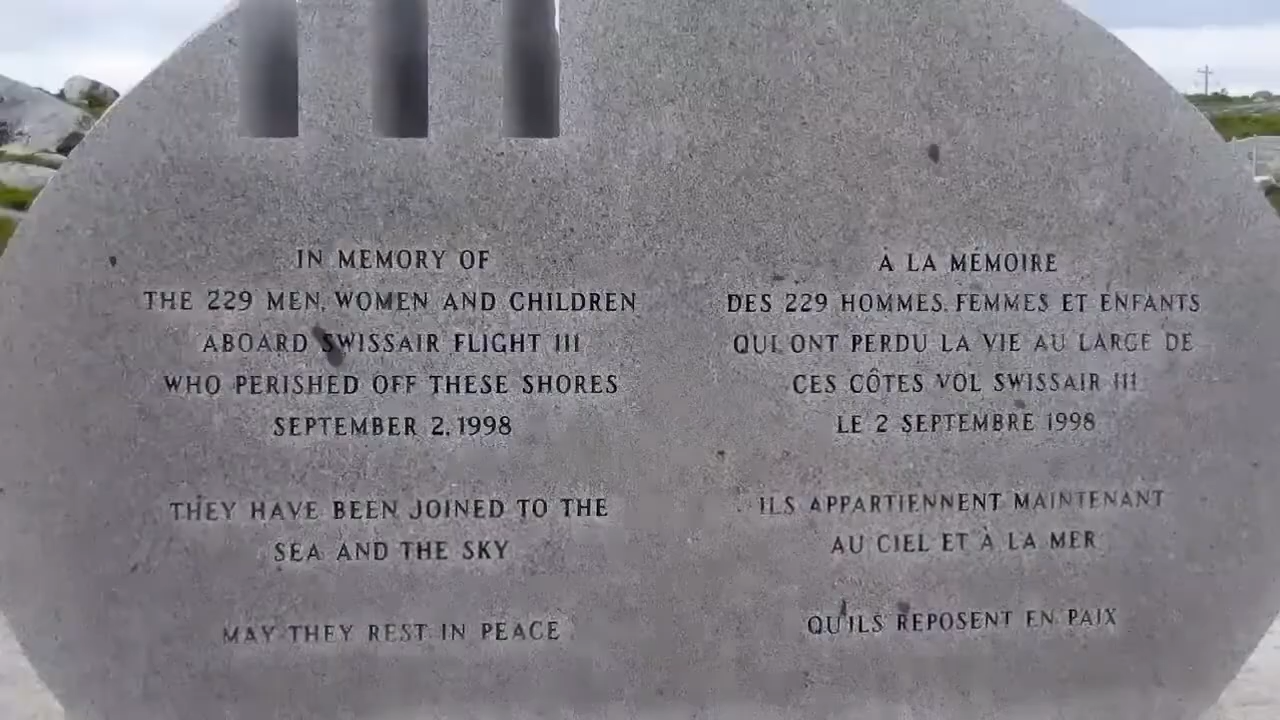 IN MEMORY OF
THE 229 MEN, WOMEN AND CHILDREN
ABOARD SWISSAIR FLIGHT 111
WHO PERISHED OFF THESE SHORES
SEPTEMBER 2, 1998
THEY HAVE BEEN JOINED TO THE
SEA AND THE SKY
MAY THEY REST IN PEACE
À LA MÉMOIRE
DES 229 HOMMES, FEMMES ET ENFANTS
QUI ONT PERDU LA VIE AU LARGE DE
CES CÔTES VOL SWISSAIR 111
LE 2 SEPTEMBRE 1998
ILS APPARTIENNENT MAINTENANT
AU CIEL ET À LA MER
QU'ILS REPOSENT EN PAIX